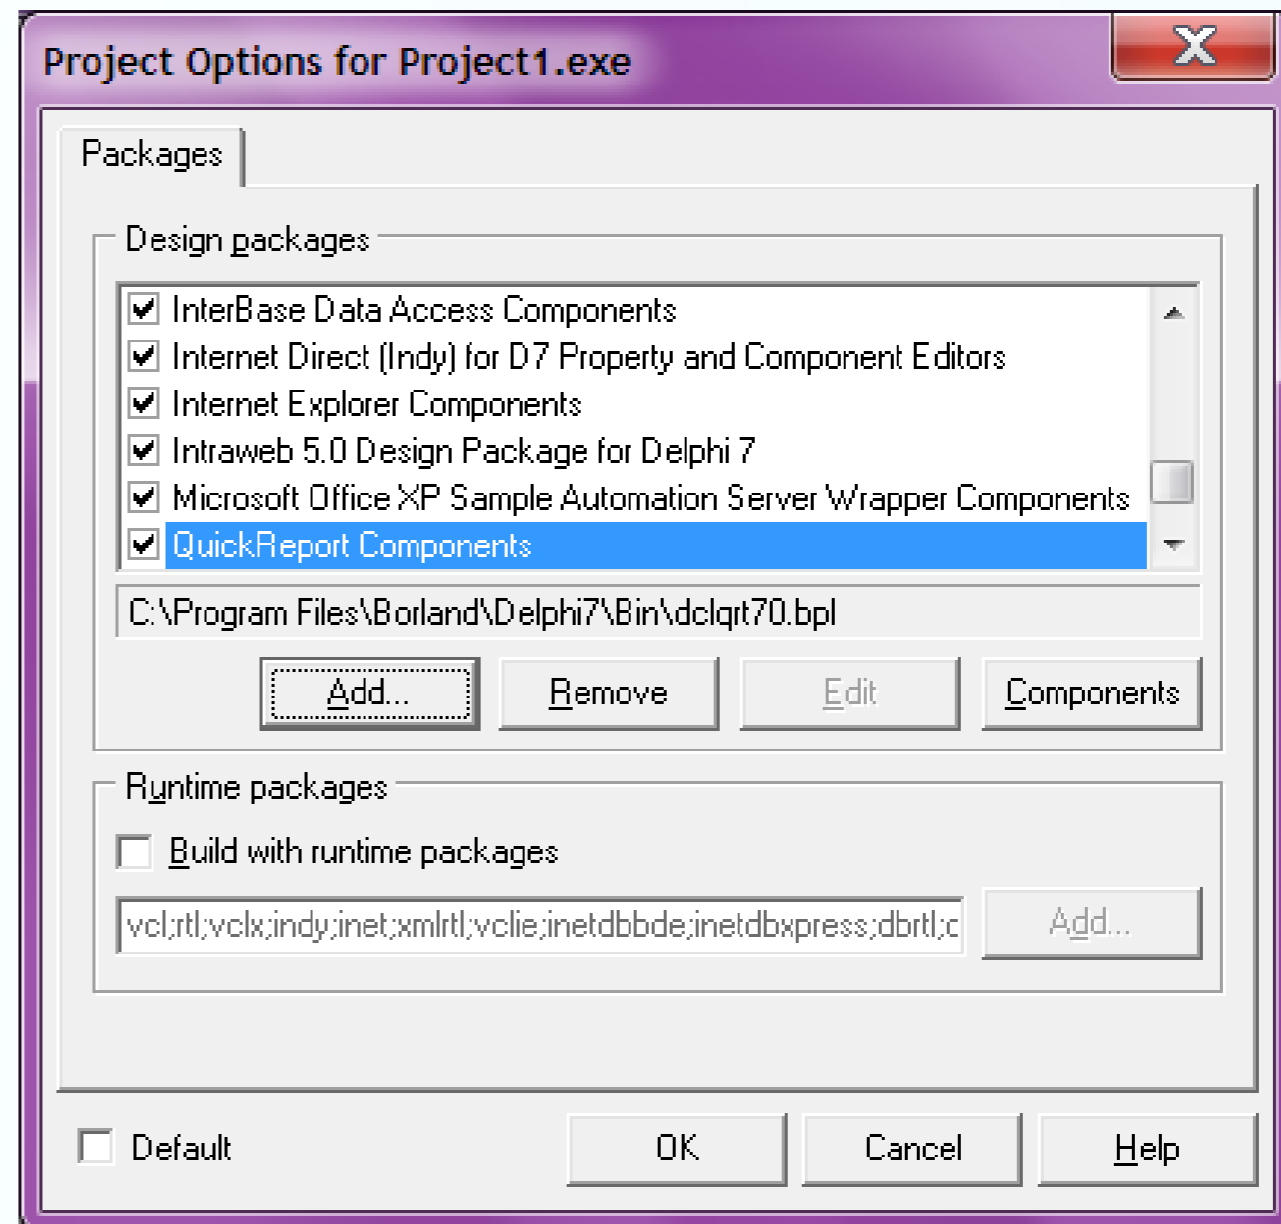 Project Options for Project1.exe
Packages
Design packages
InterBase Data Access Components
Internet Direct (Indy) for D7 Property and Component Editors
Internet Explorer Components
Intraweb 5.0 Design Package for Delphi 7
Microsoft Office XP Sample Automation Server Wrapper Components
QuickReport Components
C:\Program Files\Borland\Delphi7\Bin\dclqrt70.bpl
Add... Remove Edit Components
Runtime packages
Build with runtime packages
vcl;rtl;vclx;indy;inet;xmlrtl;vclie;inetdbbde;inetdbxpress;dbrtl;c Add...
Default OK Cancel Help